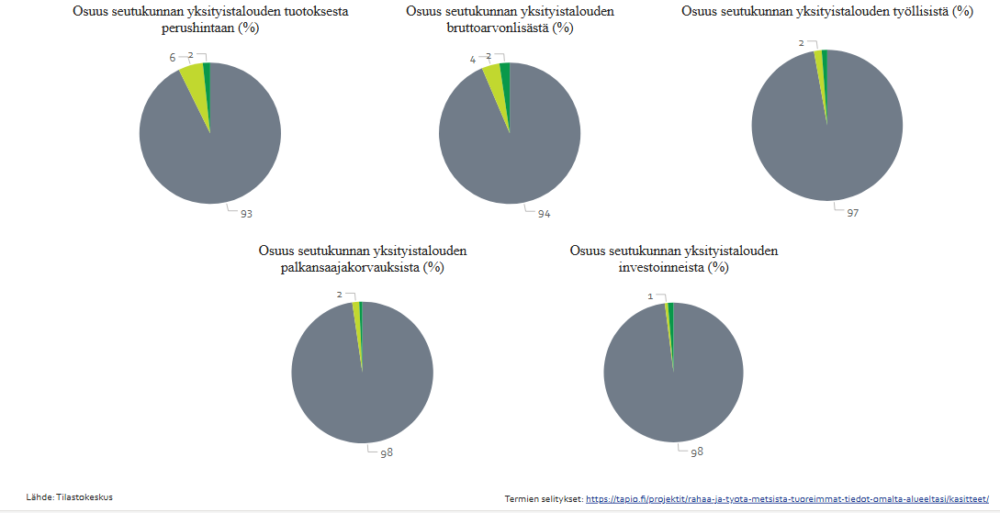 Osuus seutukunnan yksityistalouden tuotoksesta
perushintaan (%)
6 2
93
Osuus seutukunnan yksityistalouden
bruttoarvonlisästä (%)
4 2
94
Osuus seutukunnan yksityistalouden työllisistä (%)
2
97
Osuus seutukunnan yksityistalouden
palkansaajakorvauksista (%)
2
98
Osuus seutukunnan yksityistalouden
investoinneista (%)
1
98
Lähde: Tilastokeskus
Termien selitykset: https://tapio.fi/projektit/rahaa-ja-tyota-metsista-tuoreimmat-tiedot-omalta-alueeltasi/kasitteet/